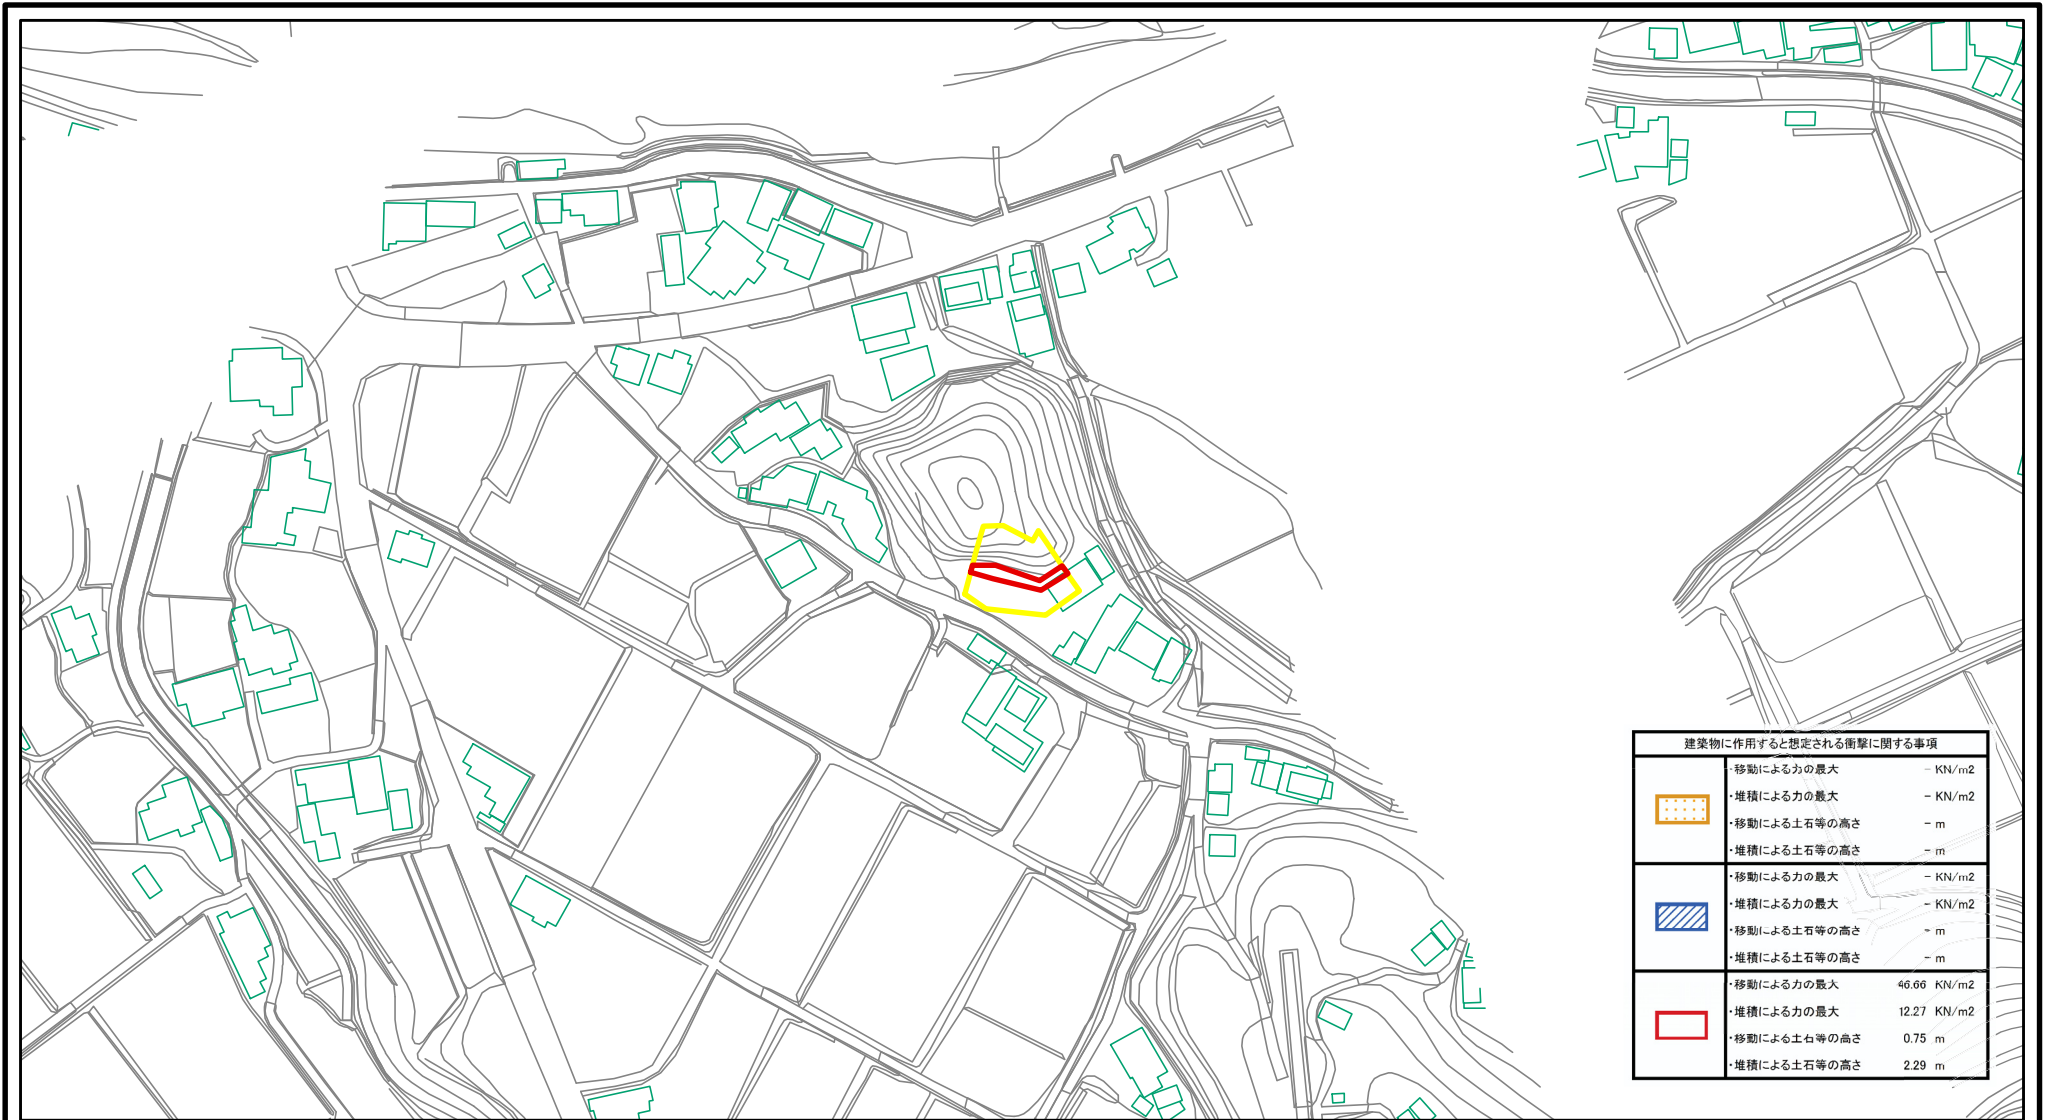 建築物に作用すると想定される衝撃に関する事項
・移動による力の最大 - KN/m2
・堆積による力の最大 - KN/m2
・移動による土石等の高さ - m
・堆積による土石等の高さ - m
・移動による力の最大 - KN/m2
・堆積による力の最大 - KN/m2
・移動による土石等の高さ - m
・堆積による土石等の高さ - m
・移動による力の最大 46.66 KN/m2
・堆積による力の最大 12.27 KN/m2
・移動による土石等の高さ 0.75 m
・堆積による土石等の高さ 2.29 m